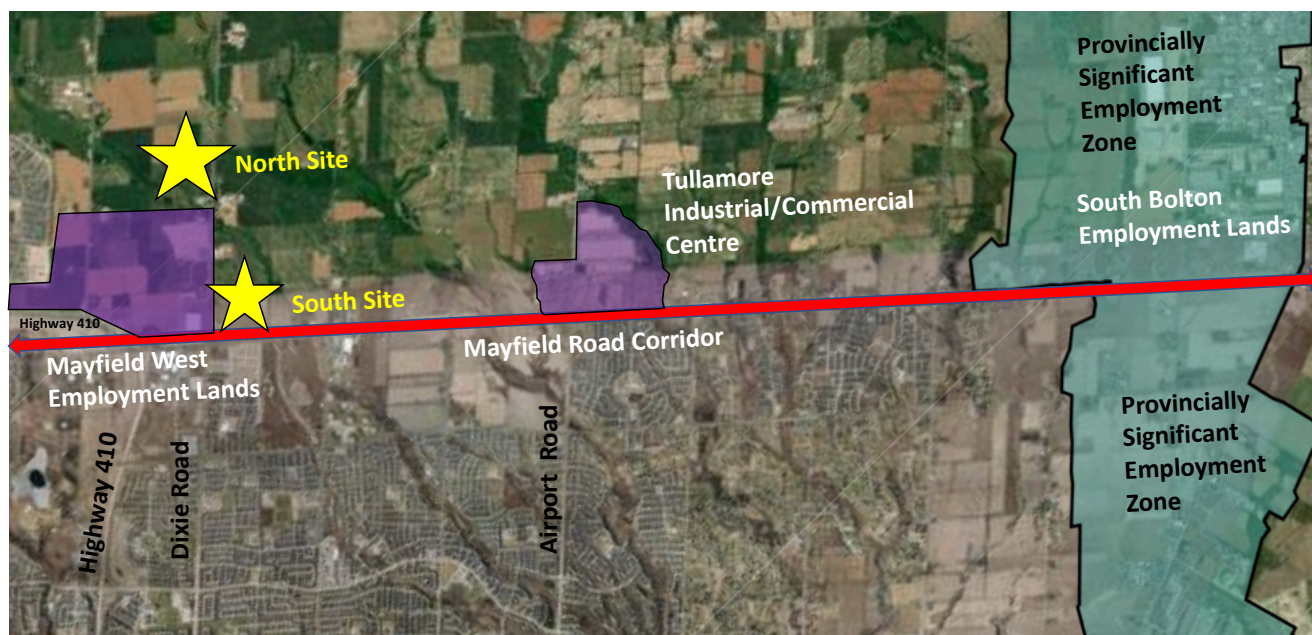 Provincially
Significant
Employment
Zone
North Site
Tullamore
Industrial/Commercial
Centre
South Bolton
Employment Lands
South Site
Highway 410
Mayfield Road Corridor
Mayfield West
Employment Lands
Provincially
Significant
Employment
Zone
Highway 410
Dixie Road
Airport Road